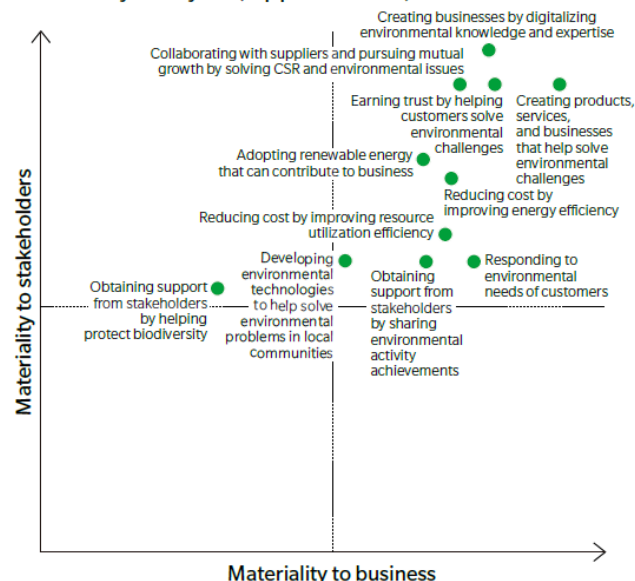 Creating businesses by digitalizing
environmental knowledge and expertise
Collaborating with suppliers and pursuing mutual
growth by solving CSR and environmental issues
Earning trust by helping
customers solve
environmental
challenges
Creating products,
services,
and businesses
that help solve
environmental
challenges
Adopting renewable energy
that can contribute to business
Reducing cost by
improving energy efficiency
Reducing cost by improving resource
utilization efficiency
Developing
environmental
technologies
to help solve
environmental
problems in local
communities
Obtaining support
from stakeholders
by helping
protect biodiversity
Obtaining
support from
stakeholders
by sharing
environmental
activity
achievements
Responding to
environmental
needs of customers
Materiality to stakeholders
Materiality to business